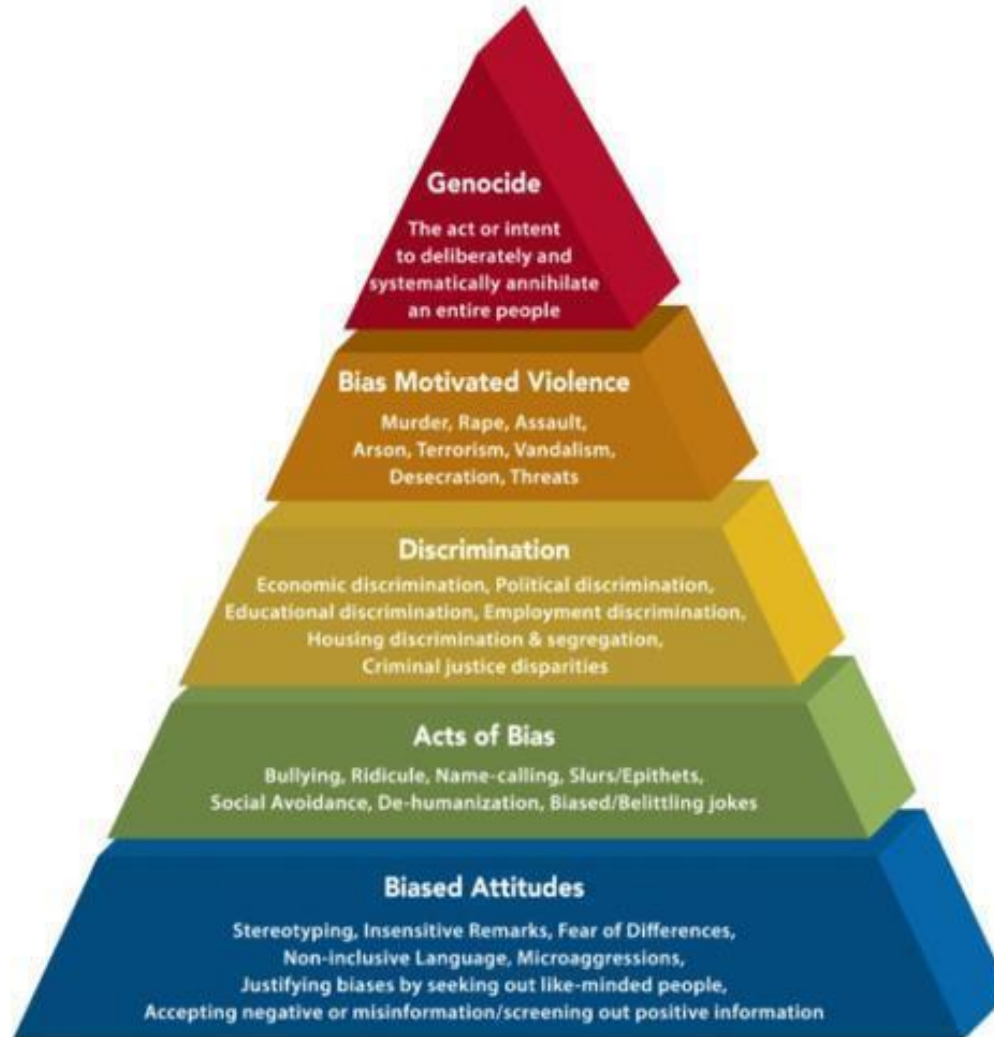 Genocide
The act or intent
to deliberately and
systematically annihilate
an entire people
Bias Motivated Violence
Murder, Rape, Assault,
Arson, Terrorism, Vandalism,
Desecration, Threats
Discrimination
Economic discrimination, Political discrimination,
Educational discrimination, Employment discrimination,
Housing discrimination & segregation,
Criminal justice disparities
Acts of Bias
Bullying, Ridicule, Name-calling, Slurs/Epithets,
Social Avoidance, De-humanization, Biased/Belittling jokes
Biased Attitudes
Stereotyping, Insensitive Remarks, Fear of Differences,
Non-inclusive Language, Microaggressions,
Justifying biases by seeking out like-minded people,
Accepting negative or misinformation/screening out positive information